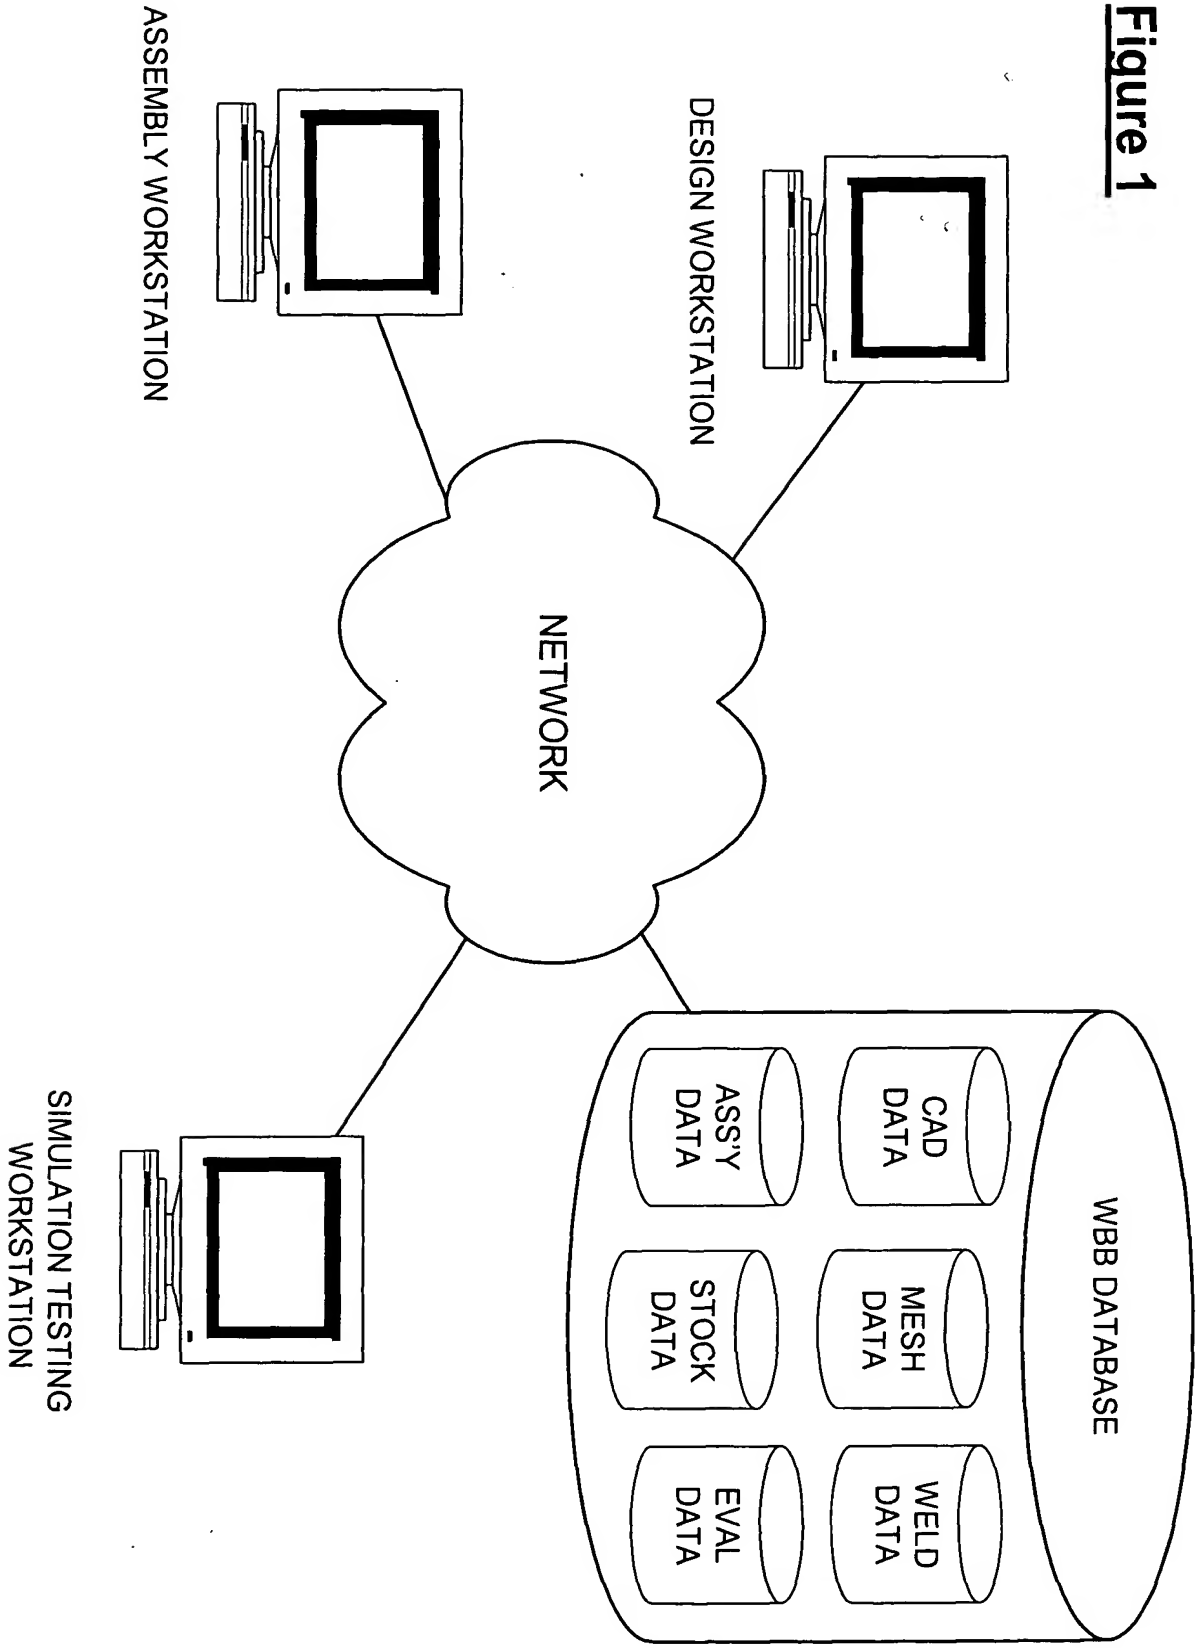 Figure 1
WBB DATABASE
DESIGN WORKSTATION
CAD
DATA
MESH
DATA
WELD
DATA
ASS'Y
DATA
STOCK
DATA
EVAL
DATA
NETWORK
ASSEMBLY WORKSTATION
SIMULATION TESTING
WORKSTATION